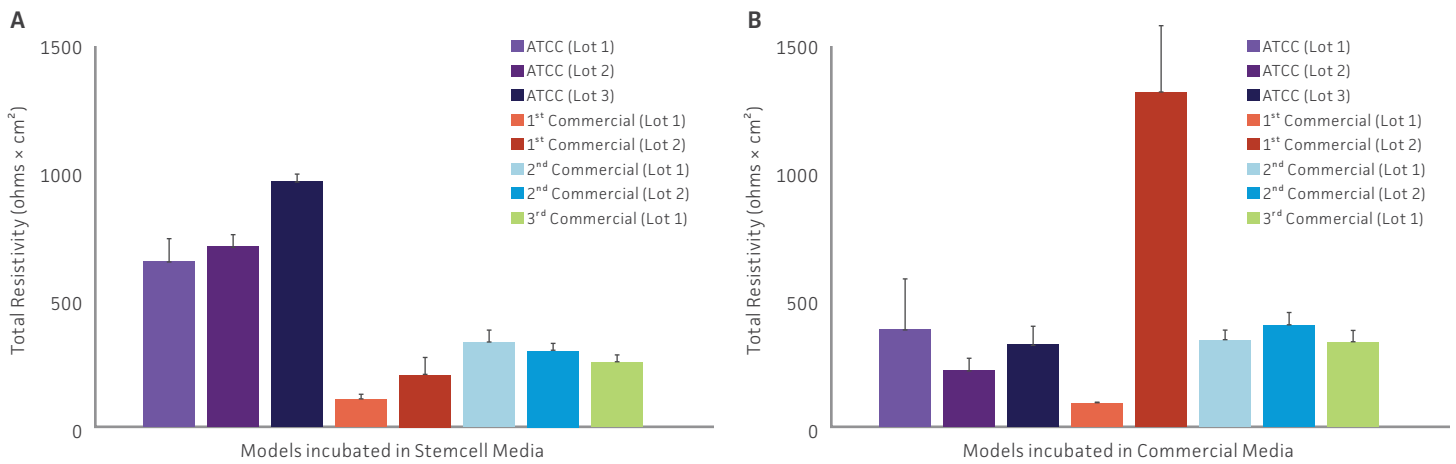 A
Total Resistivity (ohms × cm²)
1500
1000
500
0
ATCC (Lot 1)
ATCC (Lot 2)
ATCC (Lot 3)
1ˢᵗ Commercial (Lot 1)
1ˢᵗ Commercial (Lot 2)
2ⁿᵈ Commercial (Lot 1)
2ⁿᵈ Commercial (Lot 2)
3ʳᵈ Commercial (Lot 1)
Models incubated in Stemcell Media
B
Total Resistivity (ohms × cm²)
1500
1000
500
0
ATCC (Lot 1)
ATCC (Lot 2)
ATCC (Lot 3)
1ˢᵗ Commercial (Lot 1)
1ˢᵗ Commercial (Lot 2)
2ⁿᵈ Commercial (Lot 1)
2ⁿᵈ Commercial (Lot 2)
3ʳᵈ Commercial (Lot 1)
Models incubated in Commercial Media